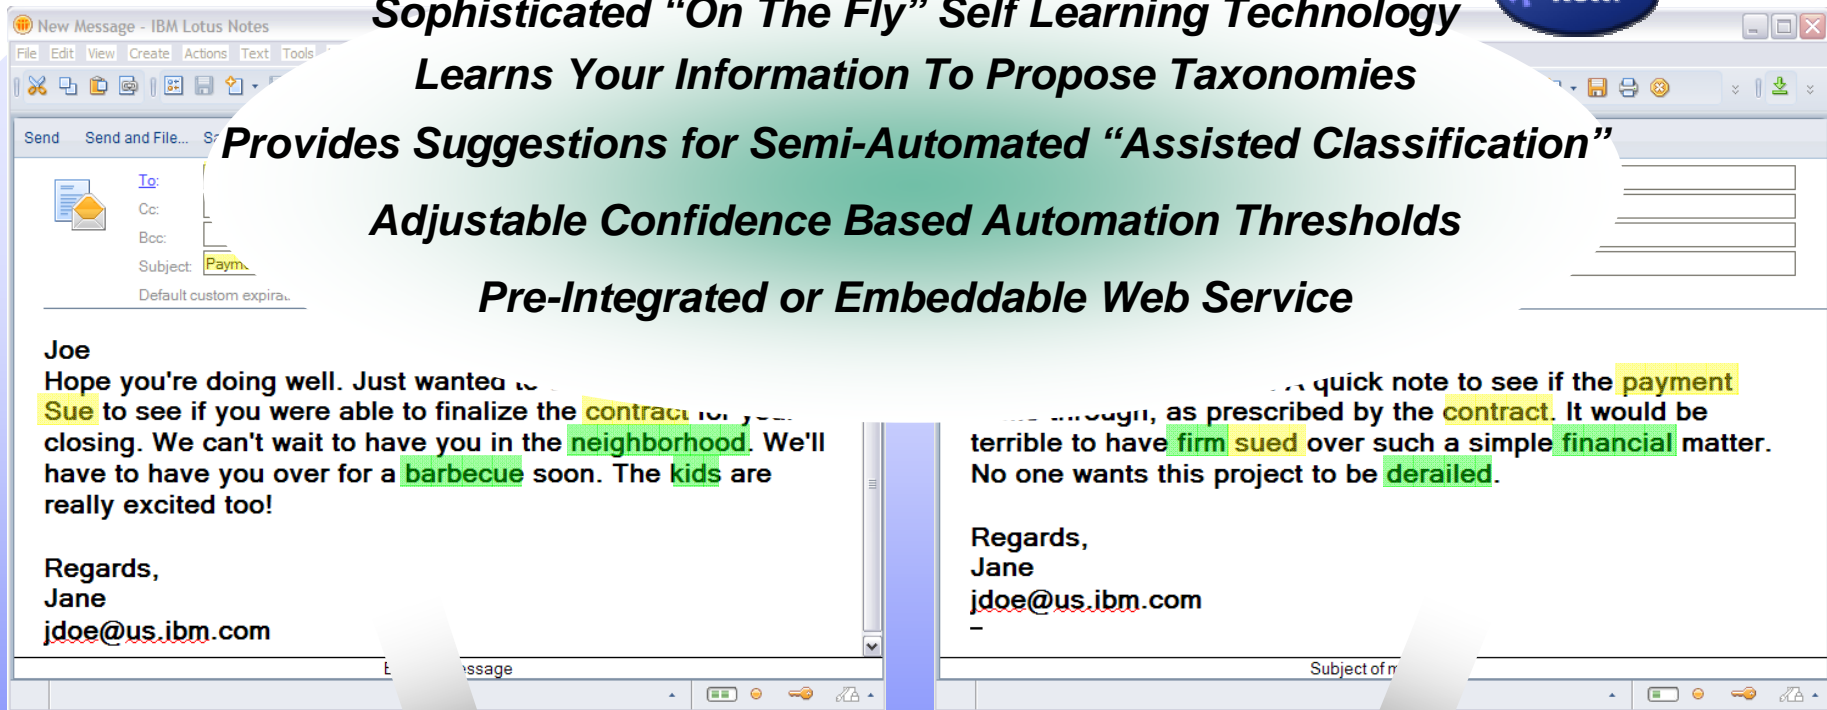 Sophisticated “On The Fly” Self Learning Technology
New Message - IBM Lotus Notes
File Edit View Create Actions Text Tools
Learns Your Information To Propose Taxonomies
Send Send and File...
Provides Suggestions for Semi-Automated “Assisted Classification”
To:
Cc:
Adjustable Confidence Based Automation Thresholds
Bcc:
Subject:
Default custom
Pre-Integrated or Embeddable Web Service
Joe
Hope you're doing well. Just wanted to
Sue to see if you were able to finalize the contract for your
closing. We can't wait to have you in the neighborhood. We'll
have to have you over for a barbecue soon. The kids are
really excited too!
Regards,
Jane
jdoe@us.ibm.com
A quick note to see if the payment
through, as prescribed by the contract. It would be
terrible to have firm sued over such a simple financial matter.
No one wants this project to be derailed.
Regards,
Jane
jdoe@us.ibm.com
Subject of